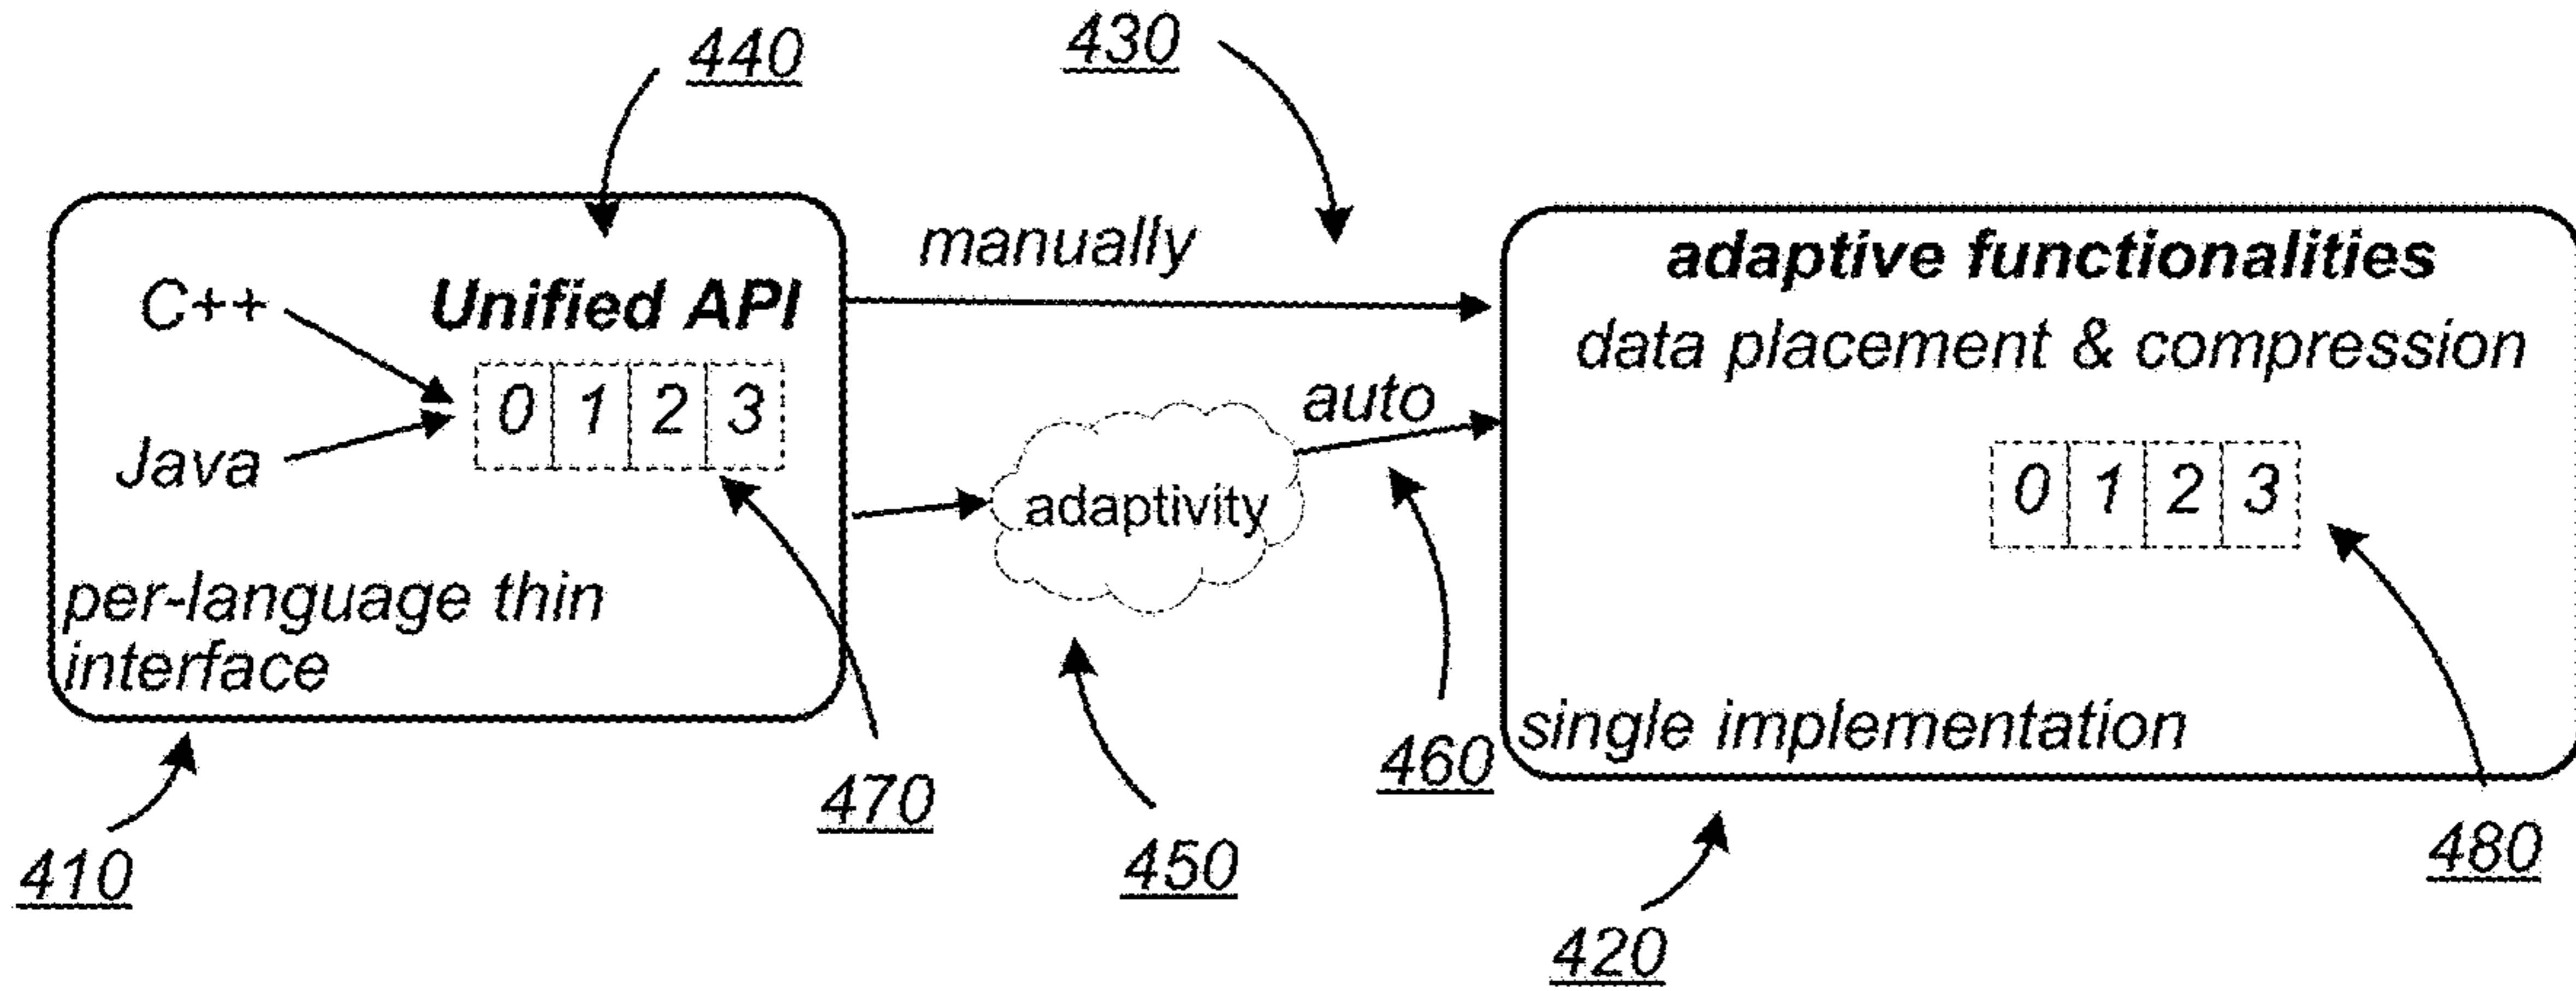 440
430
manually
adaptive functionalities
data placement & compression
C++
Unified API
0 1 2 3
Java
auto
adaptivity
0 1 2 3
per-language thin
interface
single implementation
460
470
450
410
480
420